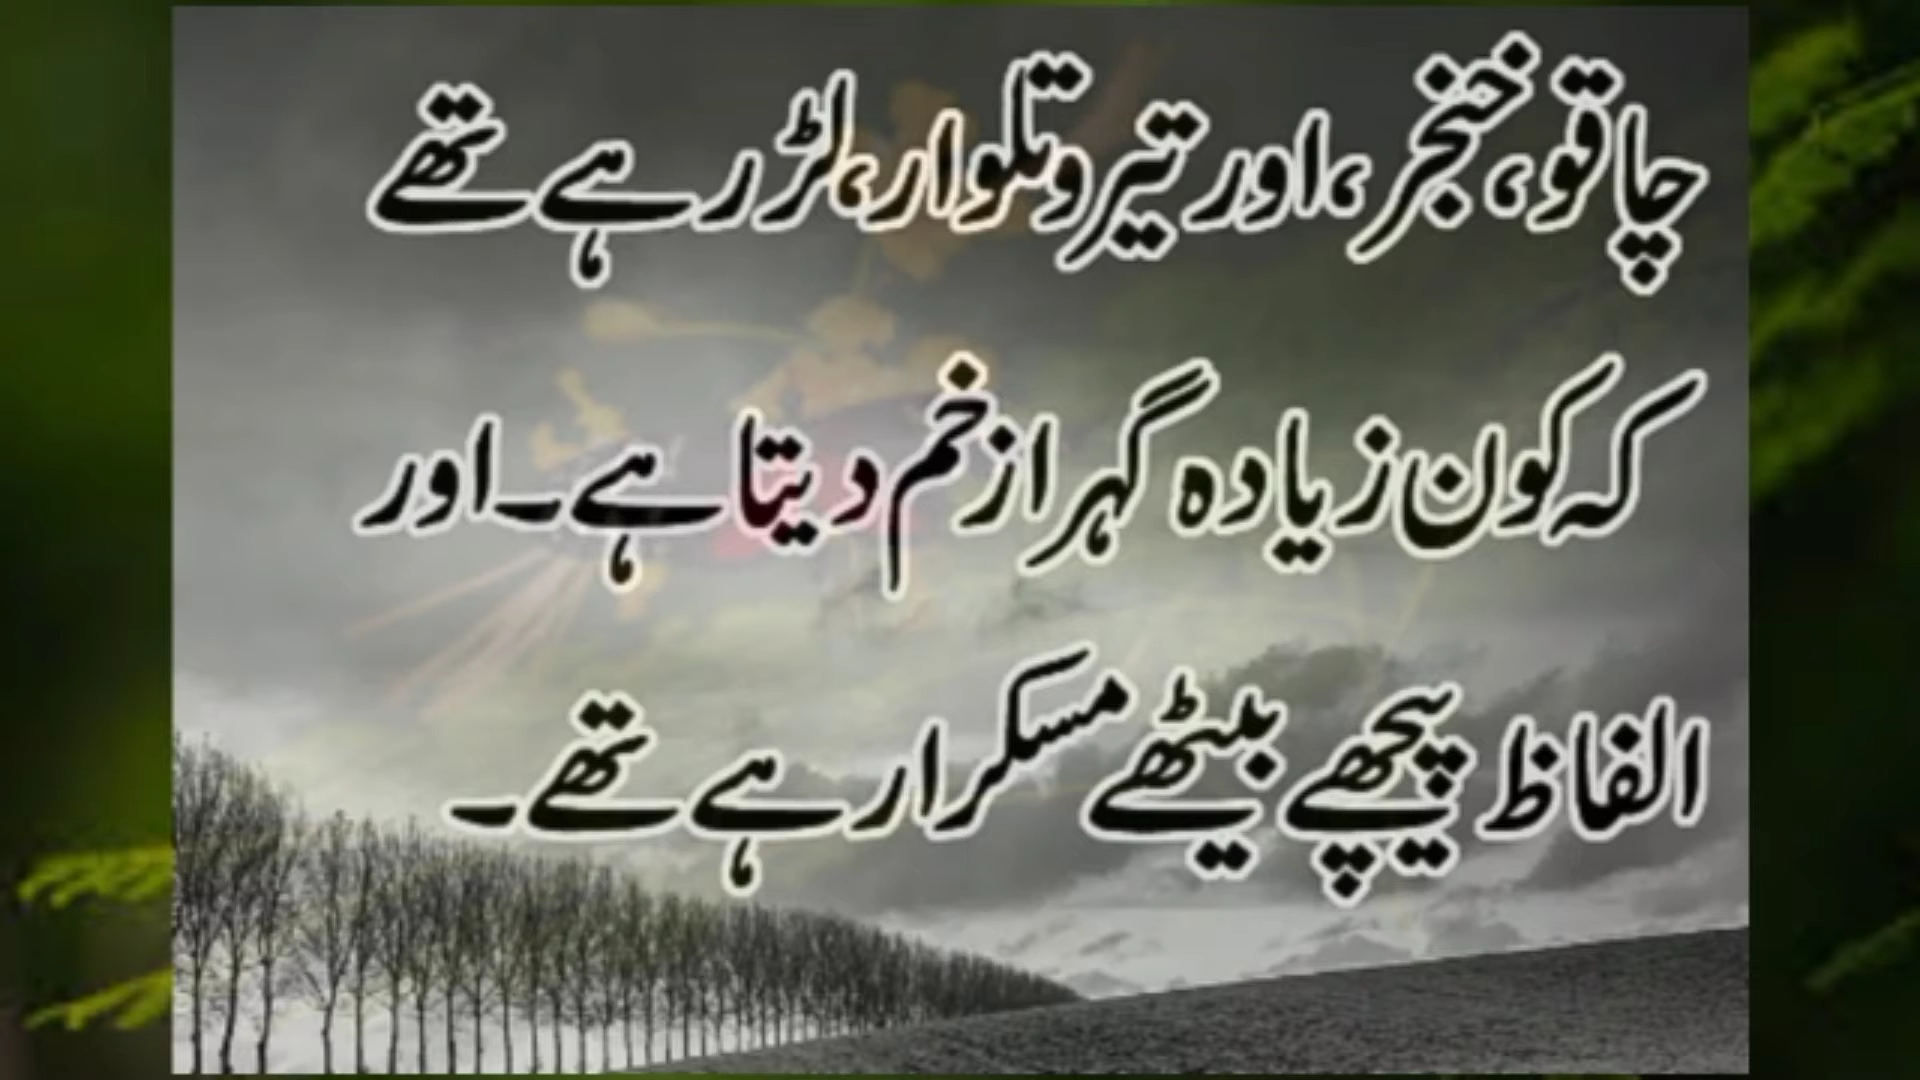 چاقو، خنجر، اور تیر و تلوار، لڑ رہے تھے
کہ کون زیادہ گہرا زخم دیتا ہے۔ اور
الفاظ پیچھے بیٹھے مسکرا رہے تھے۔